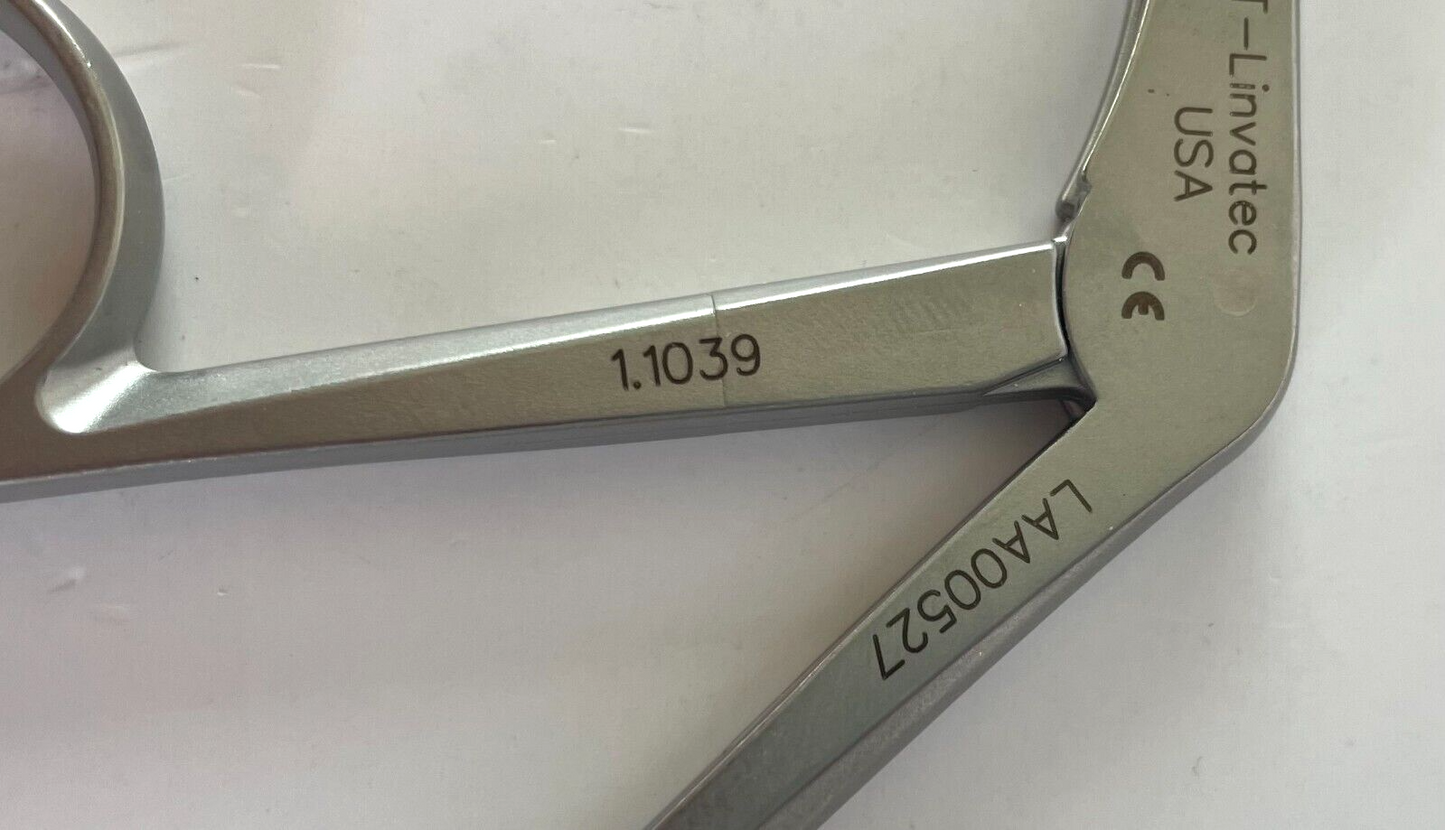 T-Linvatec
USA
CE
1.1039
LAA00527